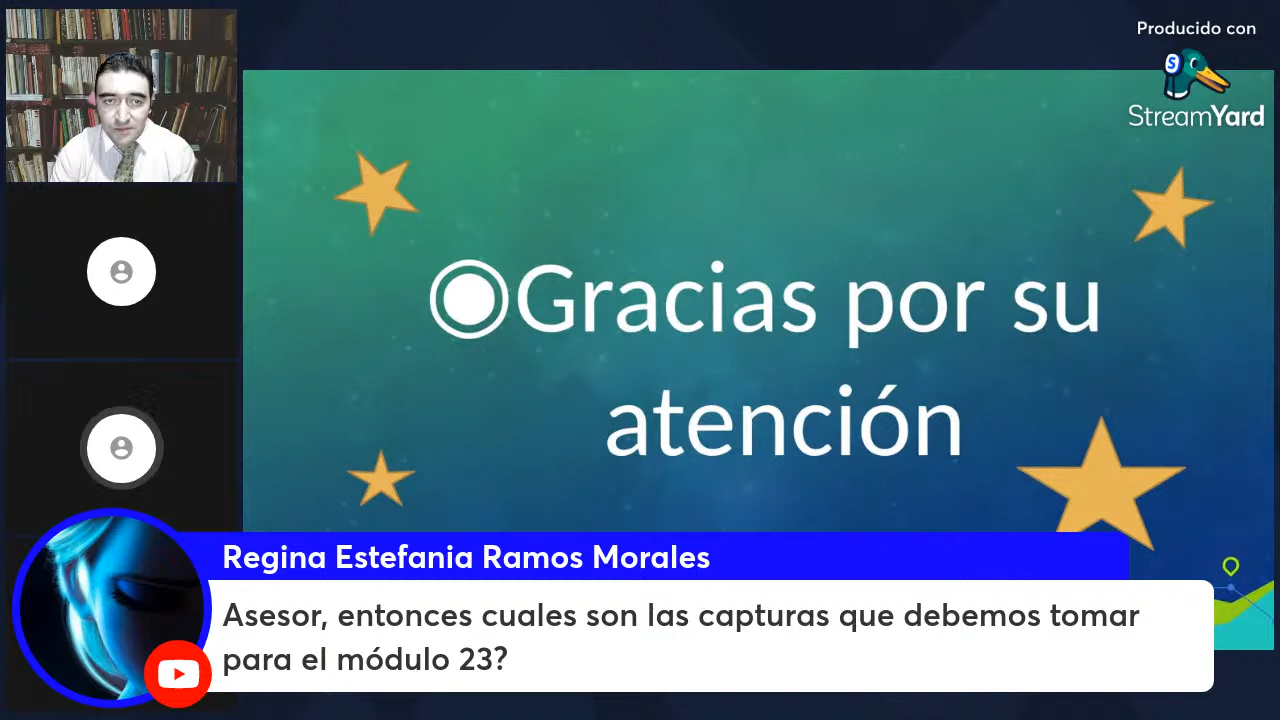 Producido con
StreamYard
Gracias por su
atención
Regina Estefania Ramos Morales
Asesor, entonces cuales son las capturas que debemos tomar
para el módulo 23?